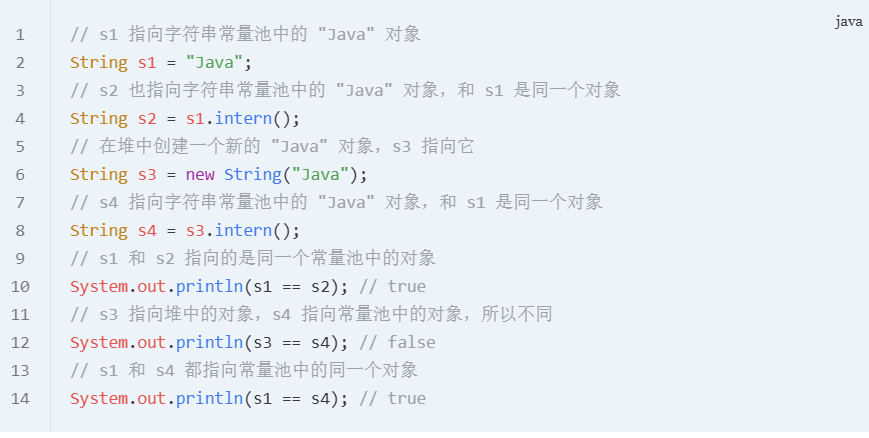 java
1 // s1 指向字符串常量池中的 "Java" 对象
2 String s1 = "Java";
3 // s2 也指向字符串常量池中的 "Java" 对象，和 s1 是同一个对象
4 String s2 = s1.intern();
5 // 在堆中创建一个新的 "Java" 对象，s3 指向它
6 String s3 = new String("Java");
7 // s4 指向字符串常量池中的 "Java" 对象，和 s1 是同一个对象
8 String s4 = s3.intern();
9 // s1 和 s2 指向的是同一个常量池中的对象
10 System.out.println(s1 == s2); // true
11 // s3 指向堆中的对象，s4 指向常量池中的对象，所以不同
12 System.out.println(s3 == s4); // false
13 // s1 和 s4 都指向常量池中的同一个对象
14 System.out.println(s1 == s4); // true